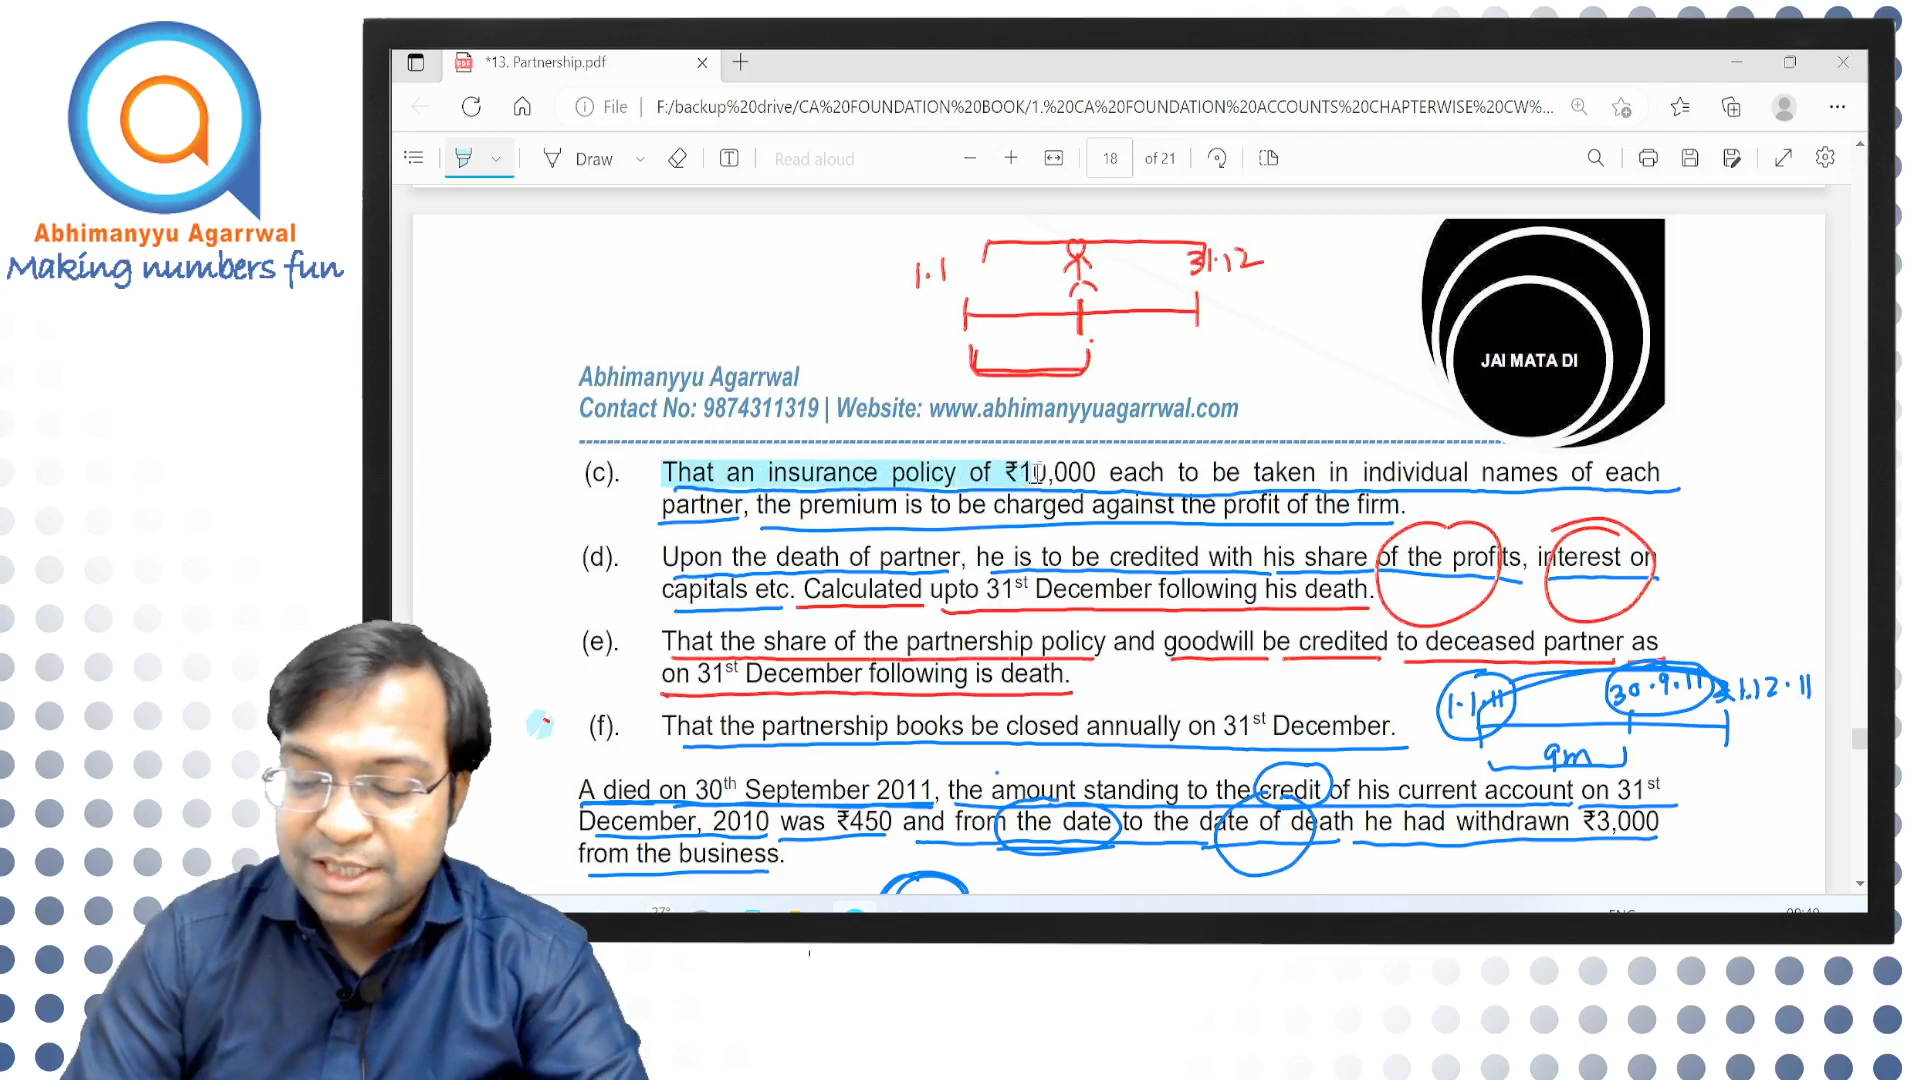 *13. Partnership.pdf
File
F:/backup%20drive/CA%20FOUNDATION%20BOOK/1.%20CA%20FOUNDATION%20ACCOUNTS%20CHAPTERWISE%20CW%...
Draw
Read aloud
18
of 21
Abhimanyyu Agarrwal
Making numbers fun
1.1
31.12
JAI MATA DI
Abhimanyyu Agarrwal
Contact No: 9874311319 | Website: www.abhimanyyuagarrwal.com
(c). That an insurance policy of ₹10,000 each to be taken in individual names of each
partner, the premium is to be charged against the profit of the firm.
(d). Upon the death of partner, he is to be credited with his share of the profits, interest on
capitals etc. Calculated upto 31st December following his death.
(e). That the share of the partnership policy and goodwill be credited to deceased partner as
on 31st December following is death.
1.1.11
30.9.11
31.12.11
(f). That the partnership books be closed annually on 31st December.
9m
A died on 30th September 2011, the amount standing to the credit of his current account on 31st
December, 2010 was ₹450 and from the date to the date of death he had withdrawn ₹3,000
from the business.